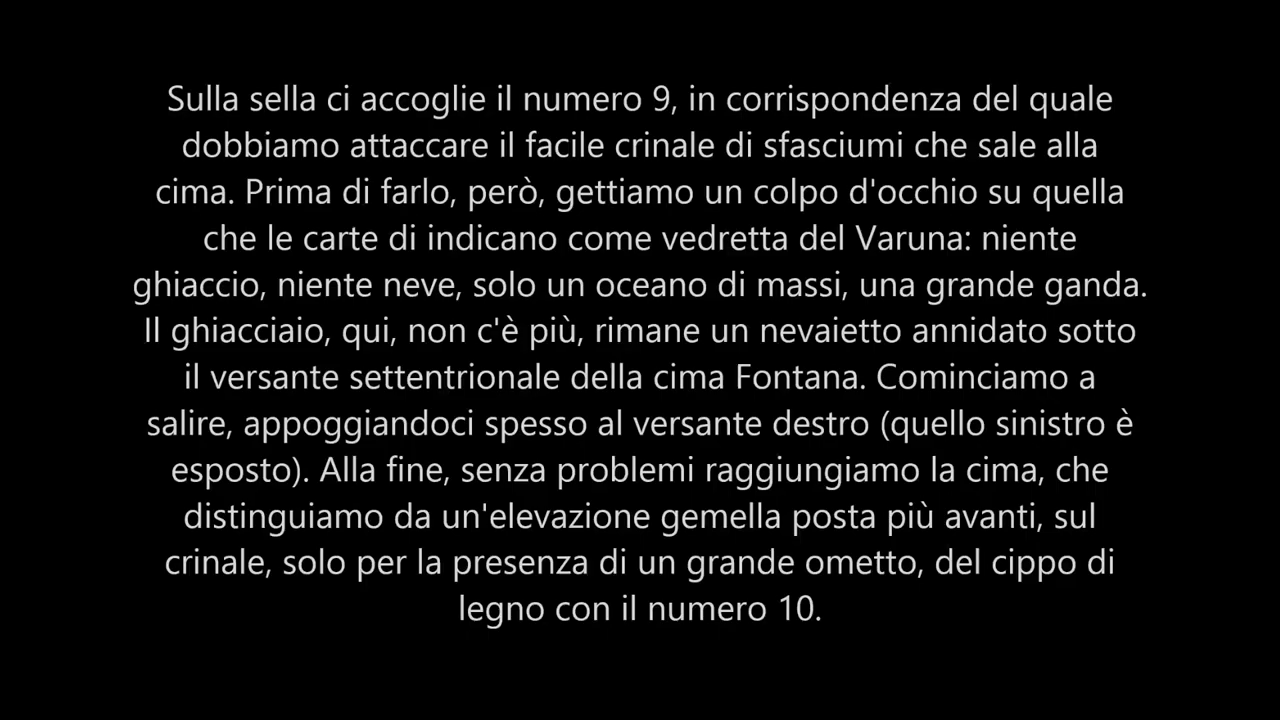 Sulla sella ci accoglie il numero 9, in corrispondenza del quale
dobbiamo attaccare il facile crinale di sfasciumi che sale alla
cima. Prima di farlo, però, gettiamo un colpo d'occhio su quella
che le carte di indicano come vedretta del Varuna: niente
ghiaccio, niente neve, solo un oceano di massi, una grande ganda.
Il ghiacciaio, qui, non c'è più, rimane un nevaietto annidato sotto
il versante settentrionale della cima Fontana. Cominciamo a
salire, appoggiandoci spesso al versante destro (quello sinistro è
esposto). Alla fine, senza problemi raggiungiamo la cima, che
distinguiamo da un'elevazione gemella posta più avanti, sul
crinale, solo per la presenza di un grande ometto, del cippo di
legno con il numero 10.